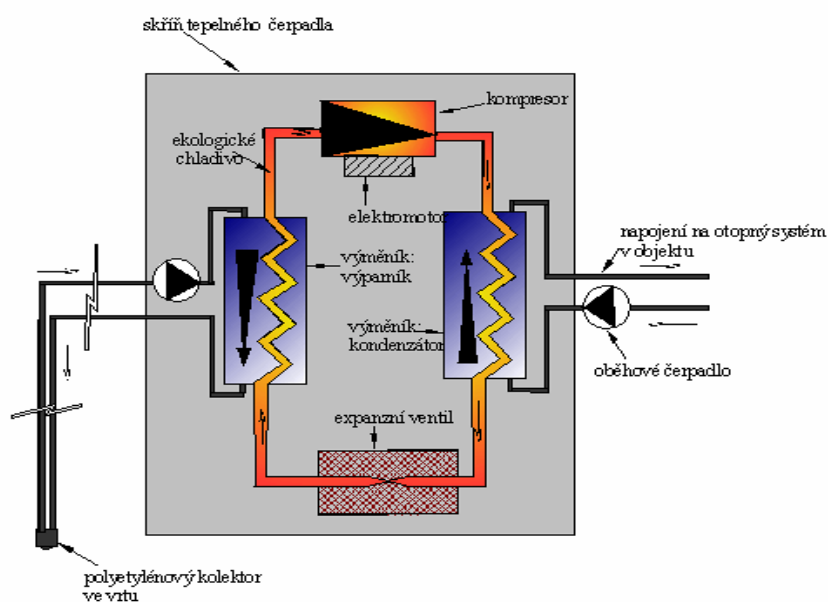 skříň tepelného čerpadla
kompresor
ekologické
chladivo
elektromotor
napojení na otopný systém
v objektu
výměník:
výparník
výměník:
kondenzátor
oběhové čerpadlo
expanzní ventil
polyetylénový kolektor
ve vrtu